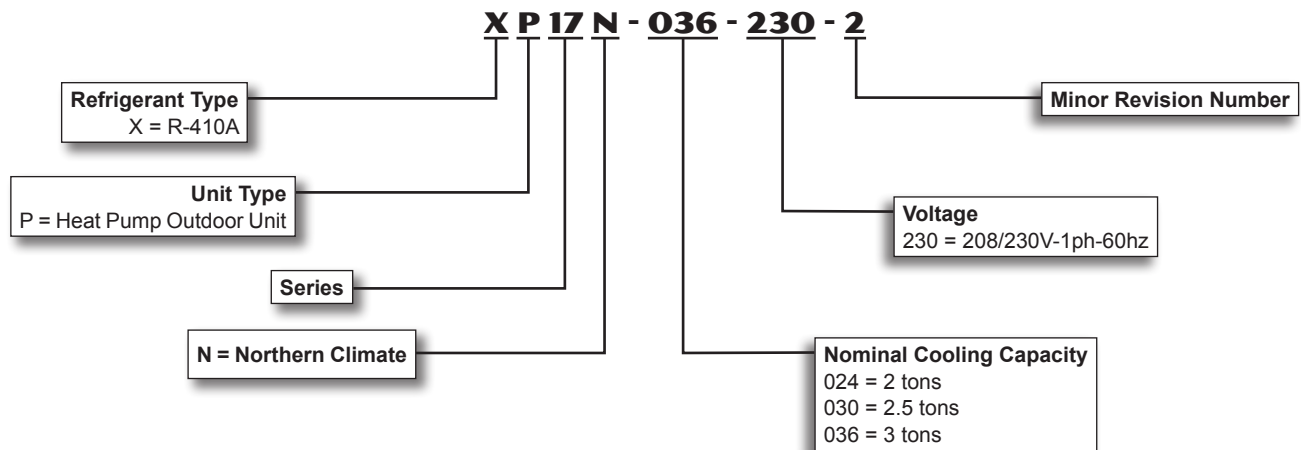 X P 17 N - 036 - 230 - 2
Refrigerant Type
X = R-410A
Minor Revision Number
Unit Type
P = Heat Pump Outdoor Unit
Voltage
230 = 208/230V-1ph-60hz
Series
N = Northern Climate
Nominal Cooling Capacity
024 = 2 tons
030 = 2.5 tons
036 = 3 tons